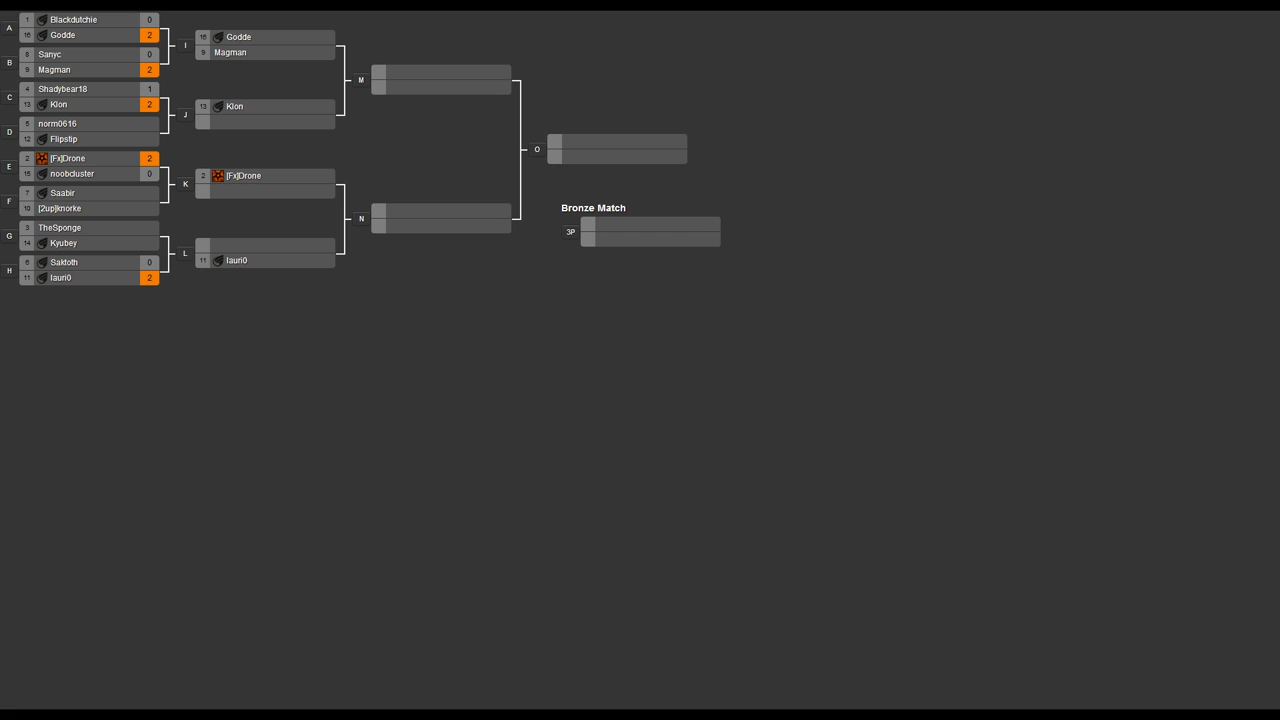 A
1 Blackdutchie 0
16 Godde 2
B
8 Sanyc 0
9 Magman 2
C
4 Shadybear18 1
13 Klon 2
D
norm0616
12 Flipstip
E
2 [Fx]Drone 2
15 noobcluster 0
F
7 Saabir
10 [2up]knorke
G
3 TheSponge
14 Kyubey
H
6 Saktoth 0
11 lauri0 2
I
16 Godde
9 Magman
J
13 Klon
K
2 [Fx]Drone
L
11 lauri0
M
N
O
Bronze Match
3P